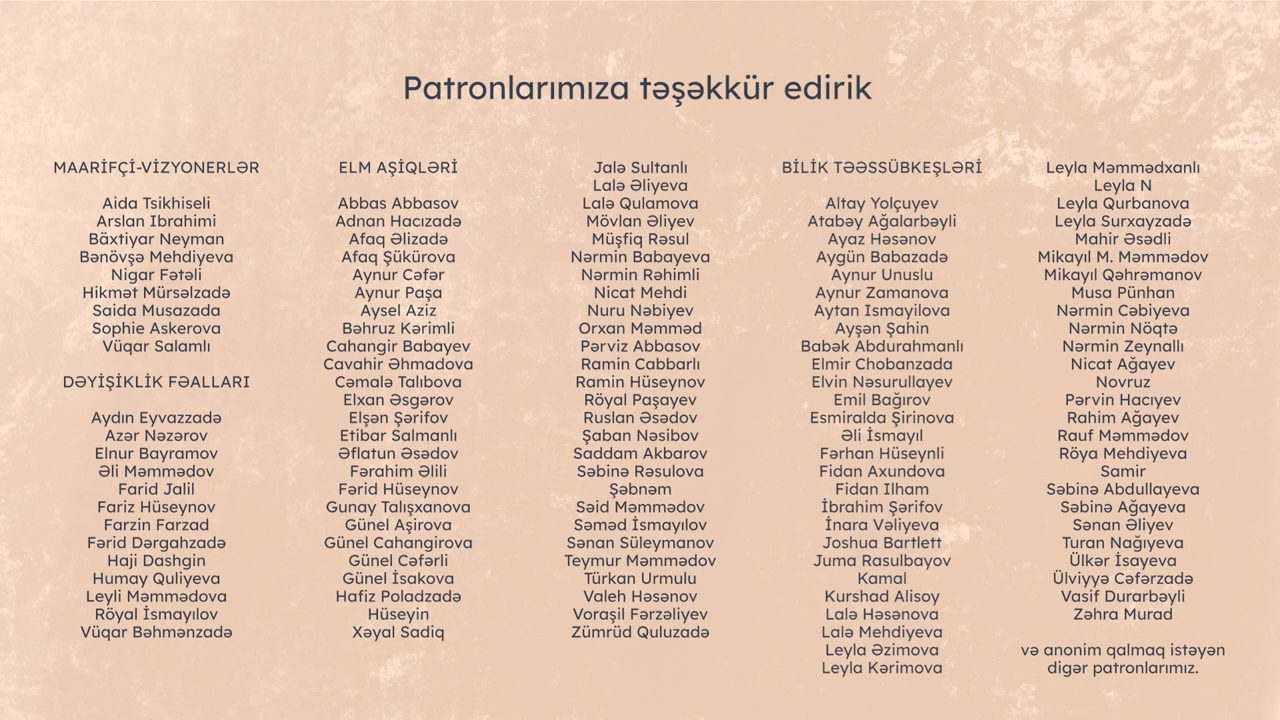 Patronlarımıza təşəkkür edirik
MAARİFÇİ-VİZYONERLƏR
Aida Tsikhiseli
Arslan Ibrahimi
Bäxtiyar Neyman
Bənövşə Mehdiyeva
Nigar Fətəli
Hikmət Mürsəlzadə
Saida Musazada
Sophie Askerova
Vüqar Salamlı
DƏYİŞİKLİK FƏALLARI
Aydın Eyvazzadə
Azər Nəzərov
Elnur Bayramov
Əli Məmmədov
Farid Jalil
Fariz Hüseynov
Farzin Farzad
Fərid Dərgahzadə
Haji Dashgin
Humay Quliyeva
Leyli Məmmədova
Röyal İsmayılov
Vüqar Bəhmənzadə
ELM AŞİQLƏRİ
Abbas Abbasov
Adnan Hacızadə
Afaq Əlizadə
Afaq Şükürova
Aynur Cəfər
Aynur Paşa
Aysel Aziz
Bəhruz Kərimli
Cahangir Babayev
Cavahir Əhmadova
Cəmalə Talıbova
Elxan Əsgərov
Elşən Şərifov
Etibar Salmanlı
Əflatun Əsədov
Fərahim Əlili
Fərid Hüseynov
Gunay Talışxanova
Günel Aşirova
Günel Cahangirova
Günel Cəfərli
Günel İsakova
Hafiz Poladzadə
Hüseyin
Xəyal Sadiq
Jalə Sultanlı
Lalə Əliyeva
Lalə Qulamova
Mövlan Əliyev
Müşfiq Rəsul
Nərmin Babayeva
Nərmin Rəhimli
Nicat Mehdi
Nuru Nəbiyev
Orxan Məmməd
Pərviz Abbasov
Ramin Cabbarlı
Ramin Hüseynov
Röyal Paşayev
Ruslan Əsədov
Şaban Nəsibov
Saddam Akbarov
Səbinə Rəsulova
Şəbnəm
Səid Məmmədov
Səməd İsmayılov
Sənan Süleymanov
Teymur Məmmədov
Türkan Urmulu
Valeh Həsənov
Voraşil Fərzəliyev
Zümrüd Quluzadə
BİLİK TƏƏSSÜBKEŞLƏRİ
Altay Yolçuyev
Atabəy Ağalarbəyli
Ayaz Həsənov
Aygün Babazadə
Aynur Unuslu
Aynur Zamanova
Aytən Ismayilova
Ayşən Şahin
Babək Abdurahmanlı
Elmir Chobanzada
Elvin Nəsurullayev
Emil Bağırov
Esmiralda Şirinova
Əli İsmayıl
Fərhan Hüseynli
Fidan Axundova
Fidan Ilham
İbrahim Şərifov
İnara Vəliyeva
Joshua Bartlett
Juma Rasulbayov
Kamal
Kurshad Alisoy
Lalə Həsənova
Lalə Mehdiyeva
Leyla Əzimova
Leyla Kərimova
Leyla Məmmədxanlı
Leyla N
Leyla Qurbanova
Leyla Surxayzadə
Mahir Əsədli
Mikayıl M. Məmmədov
Mikayıl Qəhrəmanov
Musa Pünhan
Nərmin Cəbiyeva
Nərmin Nöqtə
Nərmin Zeynallı
Nicat Ağayev
Novruz
Pərvin Hacıyev
Rahim Ağayev
Rauf Məmmədov
Röya Mehdiyeva
Samir
Səbinə Abdullayeva
Səbinə Ağayeva
Sənan Əliyev
Turan Nağıyeva
Ülkər İsayeva
Ülviyyə Cəfərzadə
Vasif Durarbəyli
Zəhra Murad
və anonim qalmaq istəyən
digər patronlarımız.